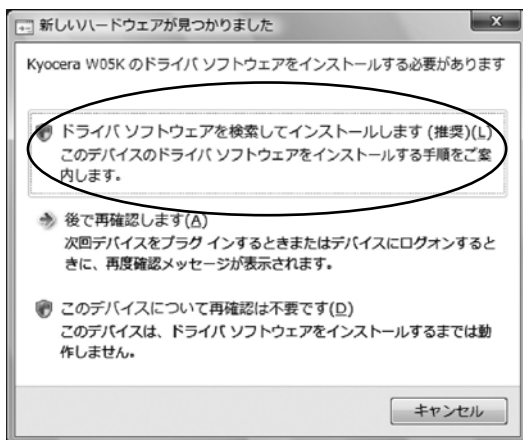 新しいハードウェアが見つかりました
Kyocera W05K のドライバ ソフトウェアをインストールする必要があります
ドライバ ソフトウェアを検索してインストールします (推奨)(L)
このデバイスのドライバ ソフトウェアをインストールする手順をご案
内します。
後で再確認します(A)
次回デバイスをプラグ インするときまたはデバイスにログオンすると
きに、再度確認メッセージが表示されます。
このデバイスについて再確認は不要です(D)
このデバイスは、ドライバ ソフトウェアをインストールするまでは動
作しません。
キャンセル